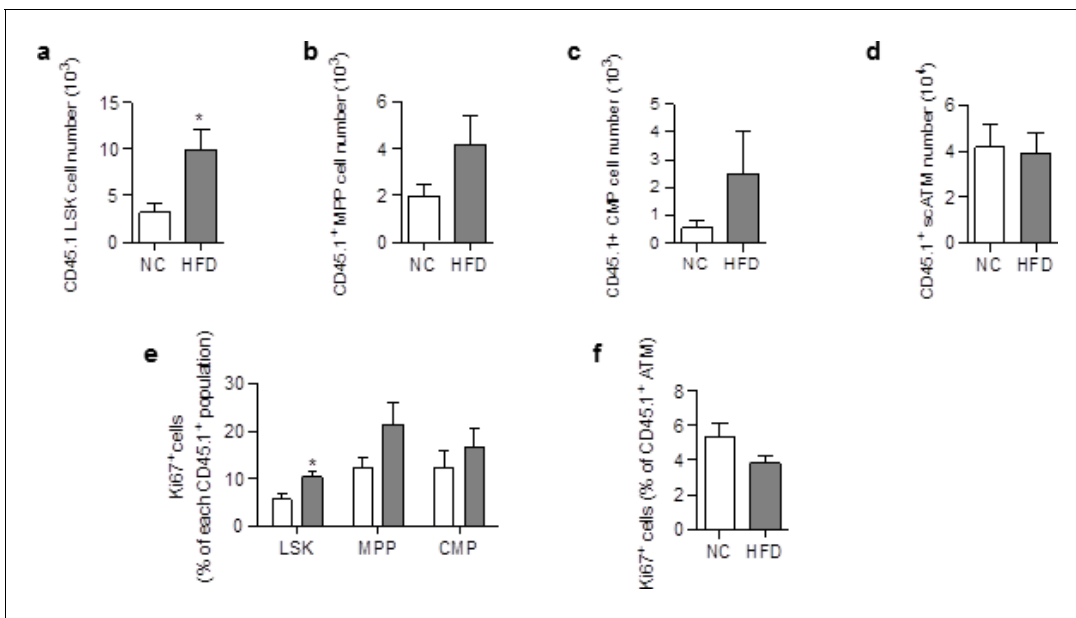 a
CD45.1 LSK cell number (10³)
15
10
5
0
*
NC HFD
b
CD45.1⁺ MPP cell number (10³)
6
4
2
0
NC HFD
c
CD45.1+ CMP cell number (10³)
5
4
3
2
1
0
NC HFD
d
CD45.1⁺ scATM number (10⁴)
6
4
2
0
NC HFD
e
Ki67⁺cells
(% of each CD45.1⁺ population)
30
20
10
0
*
LSK MPP CMP
f
Ki67⁺ cells (% of CD45.1⁺ ATM)
8
6
4
2
0
NC HFD